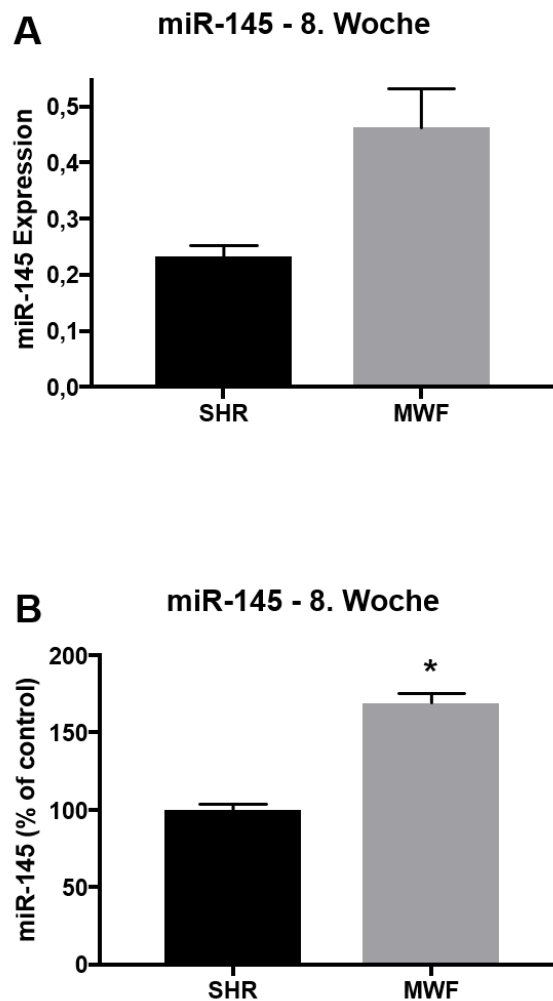 A
miR-145 - 8. Woche
miR-145 Expression
0,5
0,4
0,3
0,2
0,1
0,0
SHR MWF
B
miR-145 - 8. Woche
miR-145 (% of control)
200
150
100
50
0
*
SHR MWF